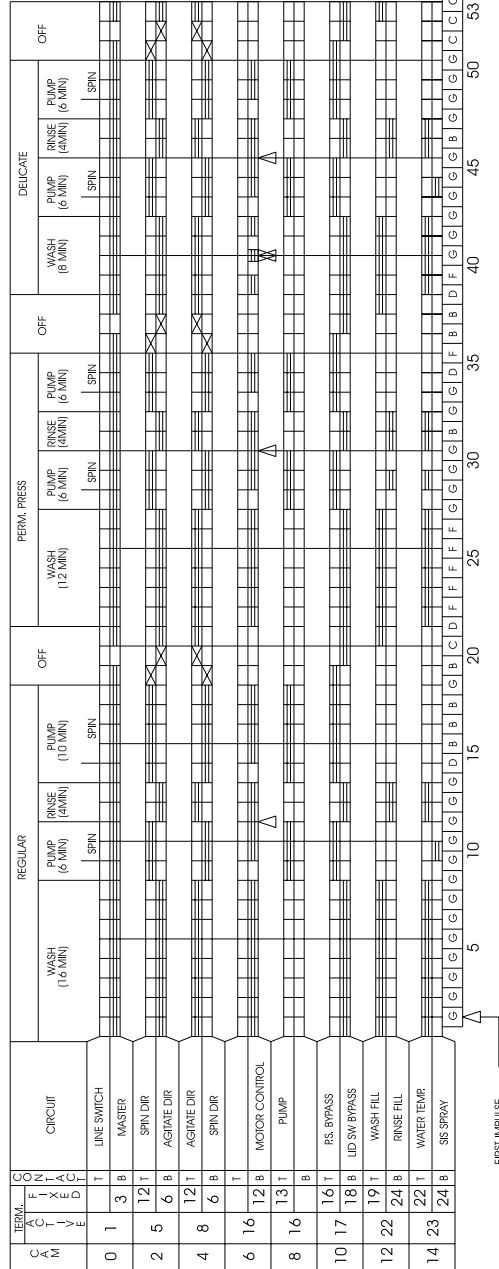 CAM
TERM.
ACTIVE
FIXED
CONTACT
CIRCUIT
REGULAR
OFF
PERM. PRESS
OFF
DELICATE
OFF
WASH
(16 MIN)
PUMP
(6 MIN)
SPIN
RINSE
(4MIN)
PUMP
(10 MIN)
SPIN
WASH
(12 MIN)
PUMP
(6 MIN)
SPIN
RINSE
(4MIN)
PUMP
(6 MIN)
SPIN
WASH
(8 MIN)
PUMP
(6 MIN)
SPIN
RINSE
(4MIN)
PUMP
(6 MIN)
SPIN
0 1 T LINE SWITCH
3 B MASTER
2 5 12 T SPIN DIR
6 B AGITATE DIR
4 8 12 T AGITATE DIR
6 B SPIN DIR
6 16 T
12 B MOTOR CONTROL
8 16 13 T PUMP
B
10 17 16 T P.S. BYPASS
18 B LID SW BYPASS
12 22 19 T WASH FILL
24 B RINSE FILL
14 23 22 T WATER TEMP.
24 B SIS SPRAY
G G G G G G G G G G G G G D B B B G B C D F F F F F G G G G B G G D F B B D F G G G G G G B G G G G G C C C
5 10 15 20 25 30 35 40 45 50 53
FIRST IMPULSE